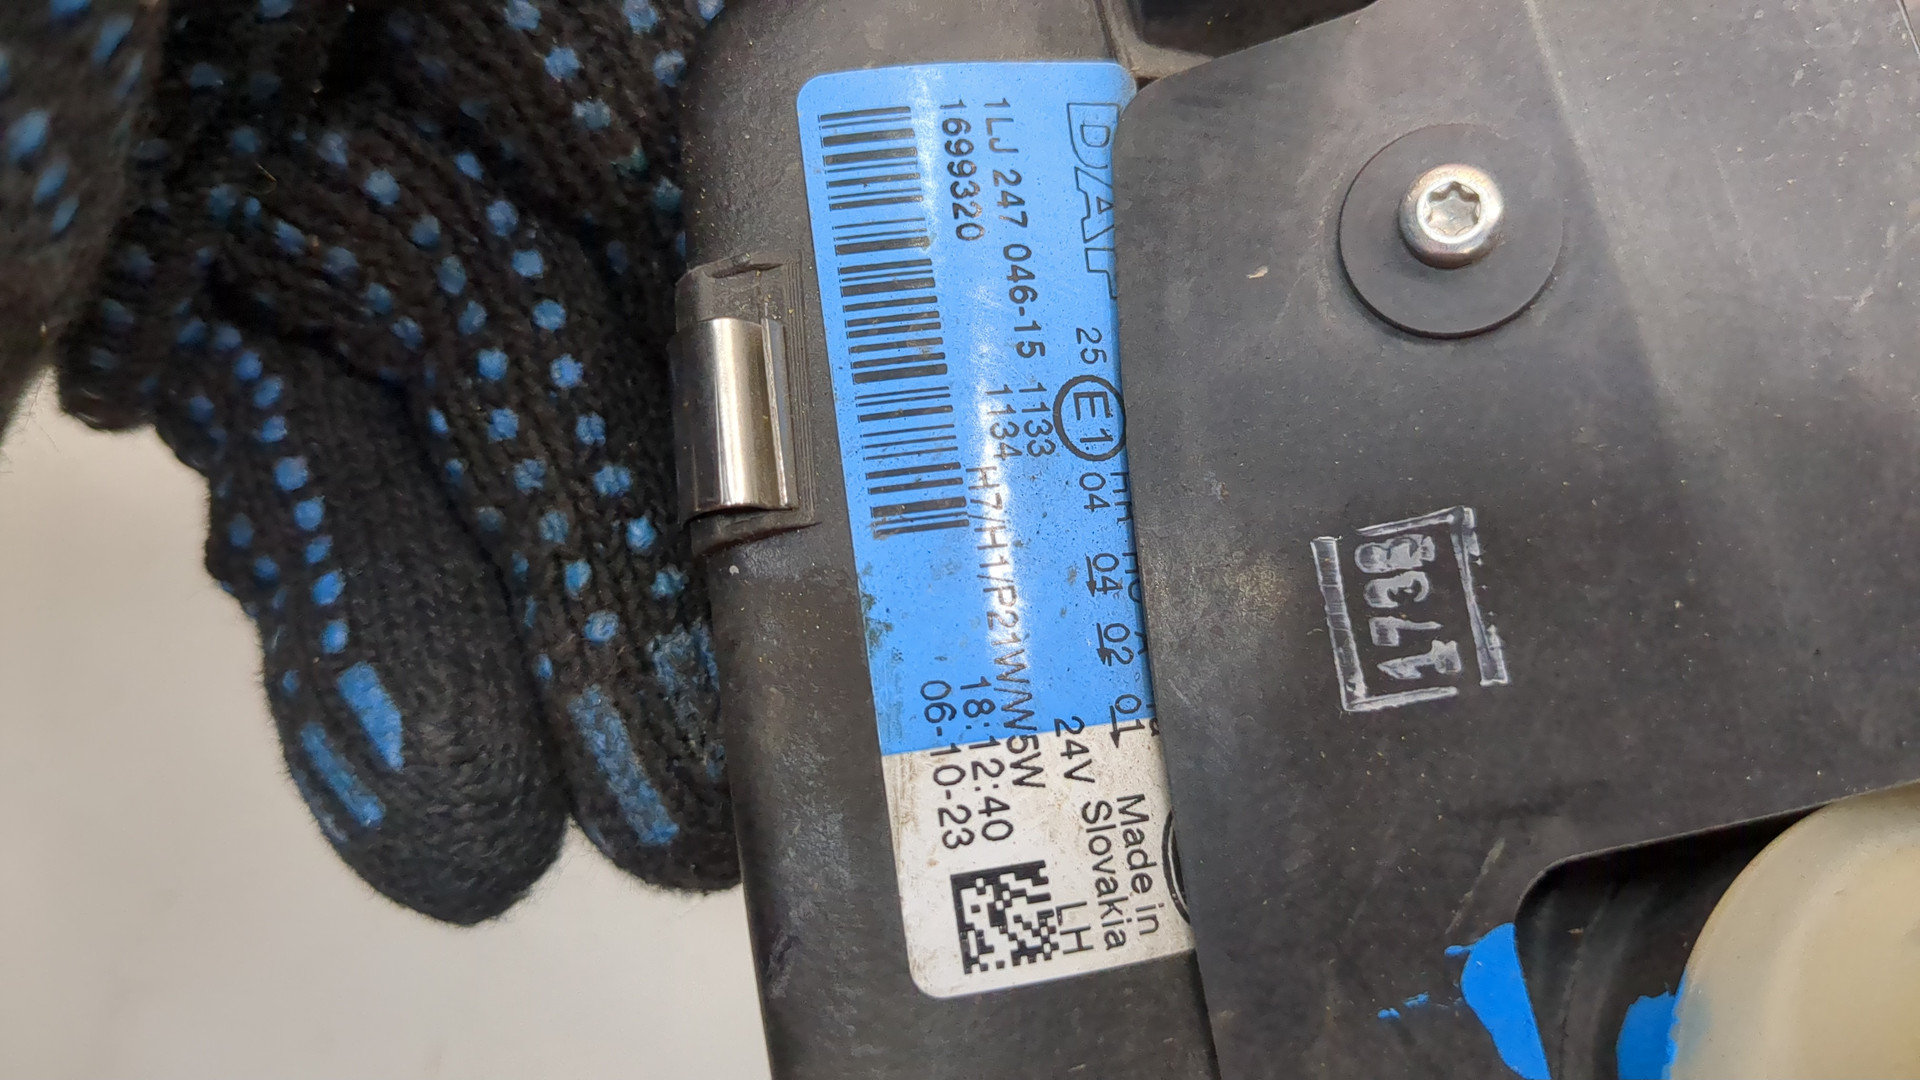 DAF
25 E1 04 04 02 01 Made in
1LJ 247 046-15 1133 24V Slovakia
1699320 1134 H7/H1/P21W/W5W LH
18:12:40
06-10-23
173B